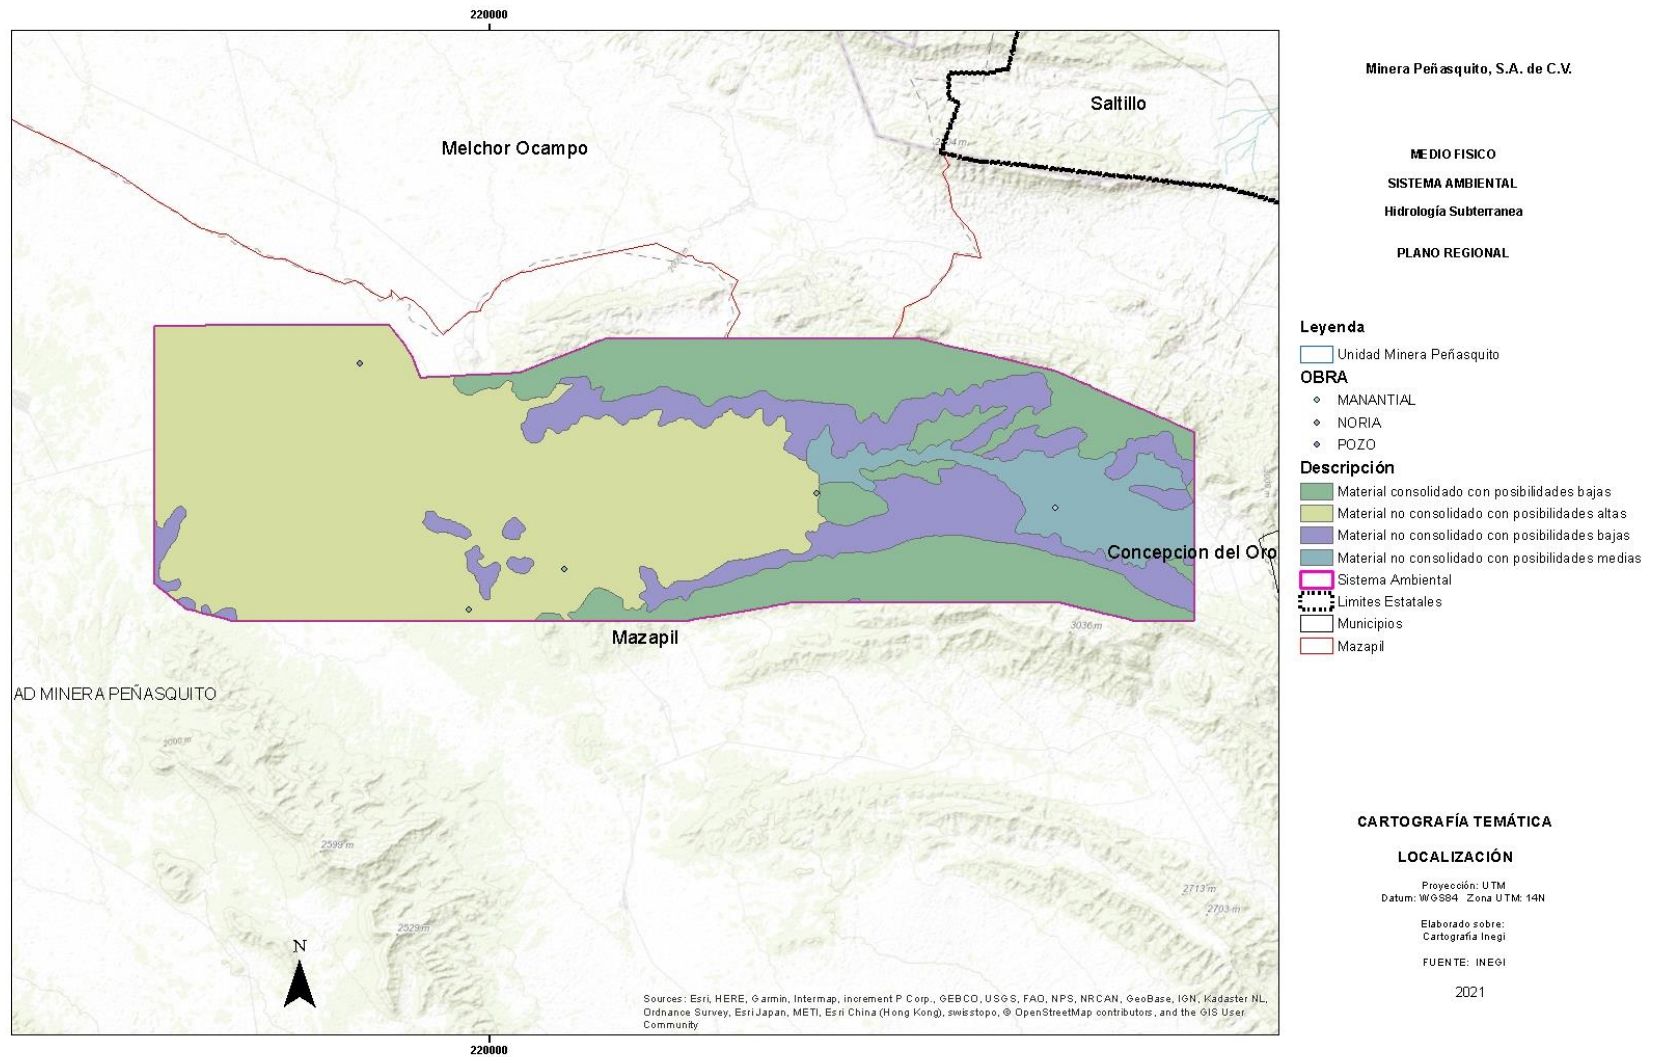 220000
Saltillo
Melchor Ocampo
Concepcion del Oro
3036 m
Mazapil
AD MINERA PEÑASQUITO
2000 m
2599 m
2529 m
2713 m
2703 m
N
Sources: Esri, HERE, Garmin, Intermap, increment P Corp., GEBCO, USGS, FAO, NPS, NRCAN, GeoBase, IGN, Kadaster NL,
Ordnance Survey, Esri Japan, METI, Esri China (Hong Kong), swisstopo, © OpenStreetMap contributors, and the GIS User
Community
220000
Minera Peñasquito, S.A. de C.V.
MEDIO FISICO
SISTEMA AMBIENTAL
Hidrología Subterranea
PLANO REGIONAL
Leyenda
Unidad Minera Peñasquito
OBRA
MANANTIAL
NORIA
POZO
Descripción
Material consolidado con posibilidades bajas
Material no consolidado con posibilidades altas
Material no consolidado con posibilidades bajas
Material no consolidado con posibilidades medias
Sistema Ambiental
Limites Estatales
Municipios
Mazapil
CARTOGRAFÍA TEMÁTICA
LOCALIZACIÓN
Proyección: UTM
Datum: WGS84 Zona UTM: 14N
Elaborado sobre:
Cartografia Inegi
FUENTE: INEGI
2021